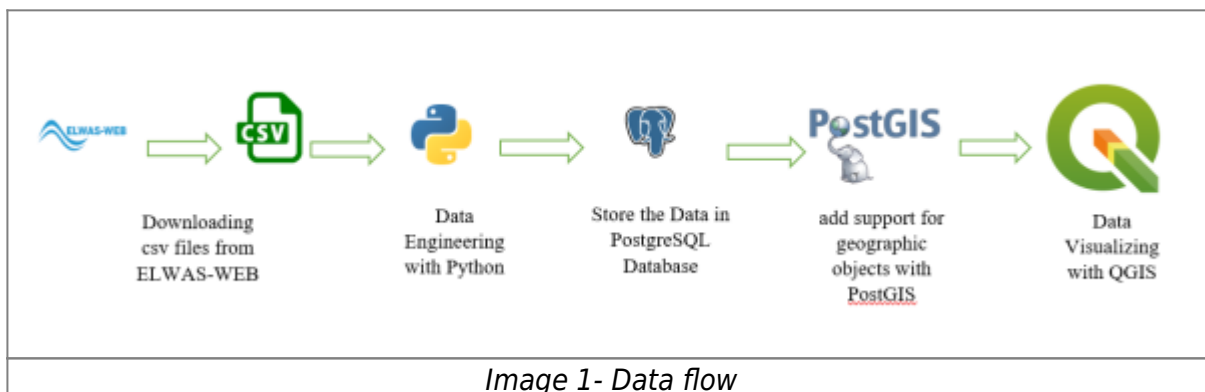 ELWAS-WEB
CSV
PostGIS
Downloading
csv files from
ELWAS-WEB
Data
Engineering
with Python
Store the Data in
PostgreSQL
Database
add support for
geographic
objects with
PostGIS
Data
Visualizing
with QGIS
Image 1- Data flow